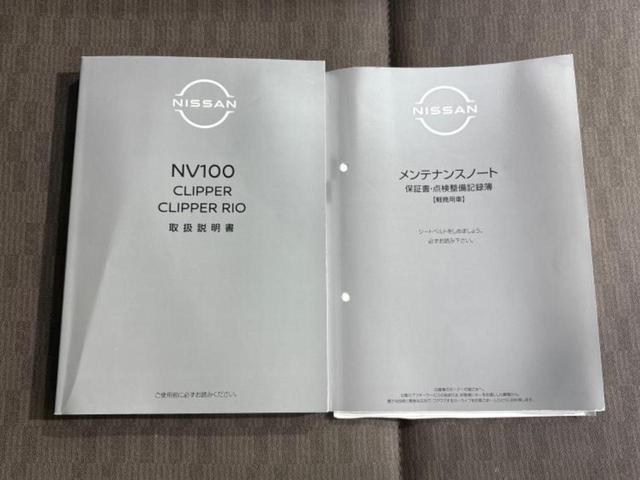 NISSAN
NV100
CLIPPER
CLIPPER RIO
取扱説明書
ご使用前に必ずお読みください。
NISSAN
メンテナンスノート
保証書・点検整備記録簿
【軽商用車】
シートベルトをしめましょう。
必ずお読み下さい。